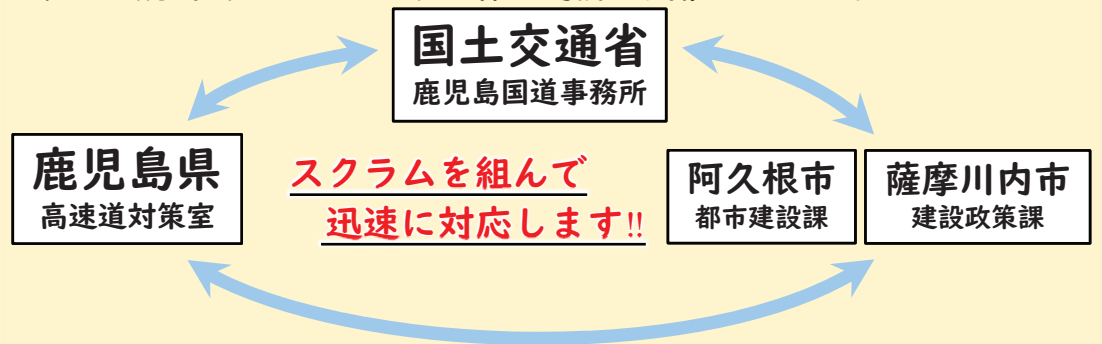 国土交通省
鹿児島国道事務所
鹿児島県
高速道対策室
スクラムを組んで
迅速に対応します!!
阿久根市
都市建設課
薩摩川内市
建設政策課